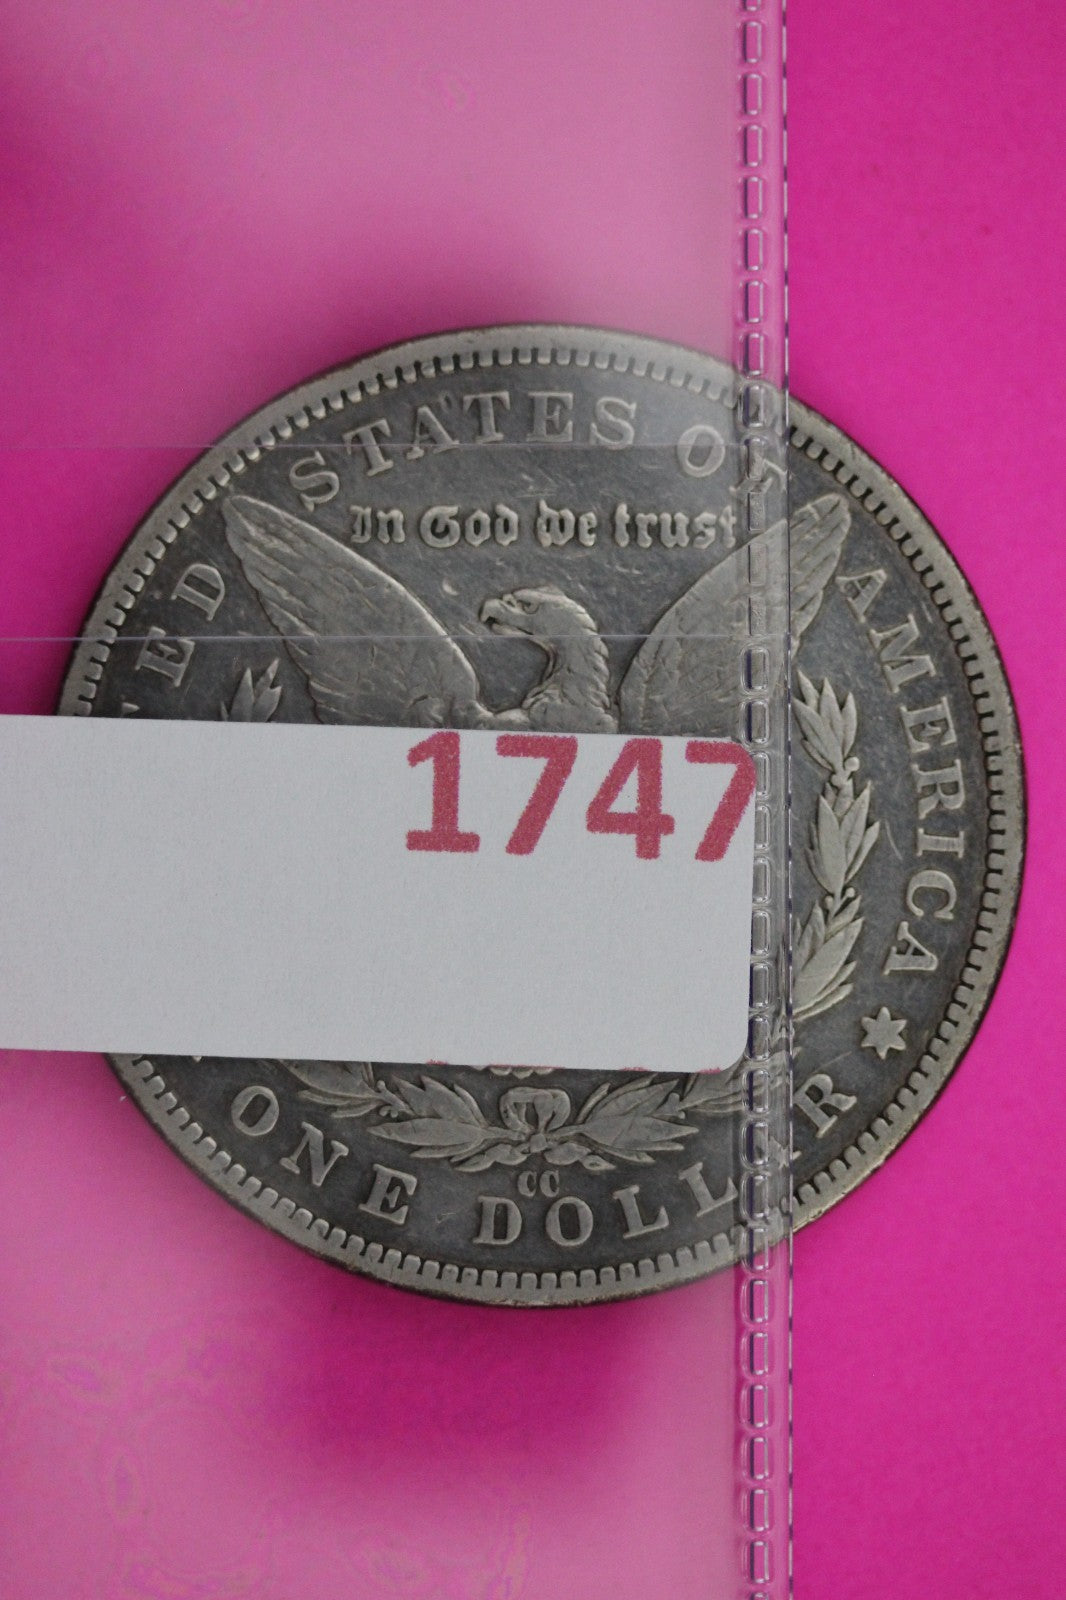 ED STATES OF AMERICA
In God we trust
1747
CC
ONE DOLLAR